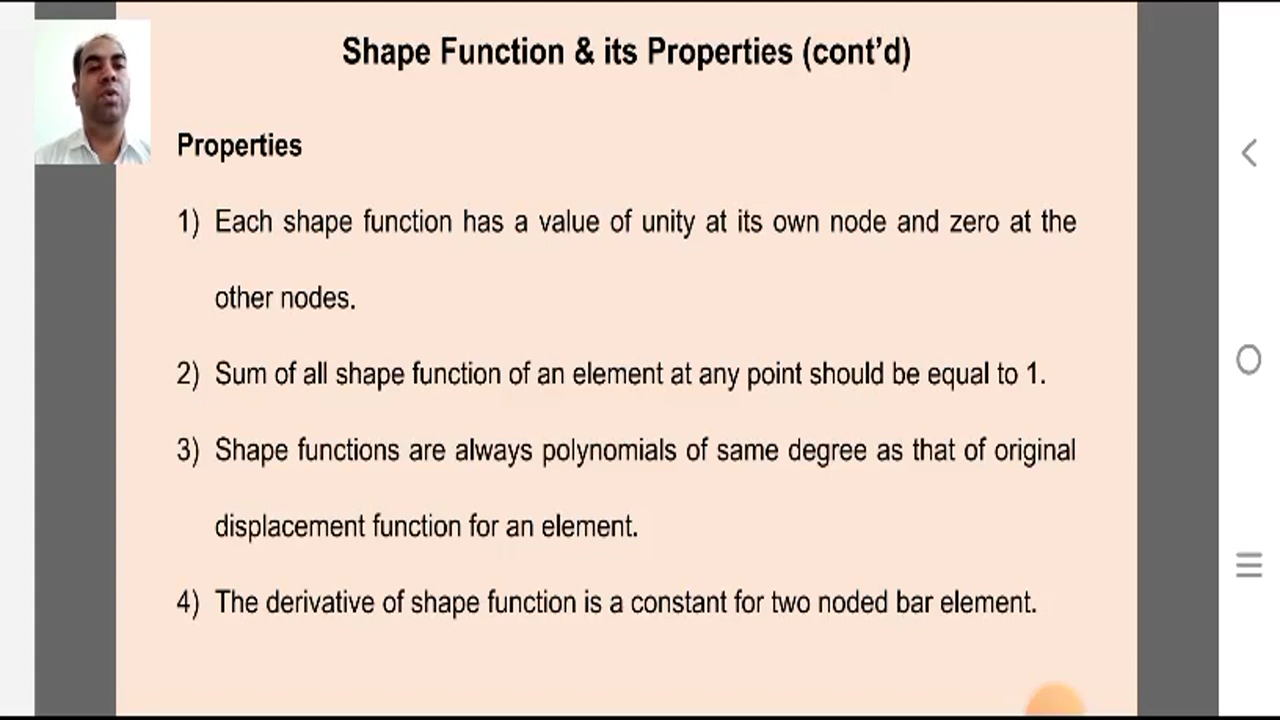 Shape Function & its Properties (cont’d)
Properties
1) Each shape function has a value of unity at its own node and zero at the
other nodes.
2) Sum of all shape function of an element at any point should be equal to 1.
3) Shape functions are always polynomials of same degree as that of original
displacement function for an element.
4) The derivative of shape function is a constant for two noded bar element.